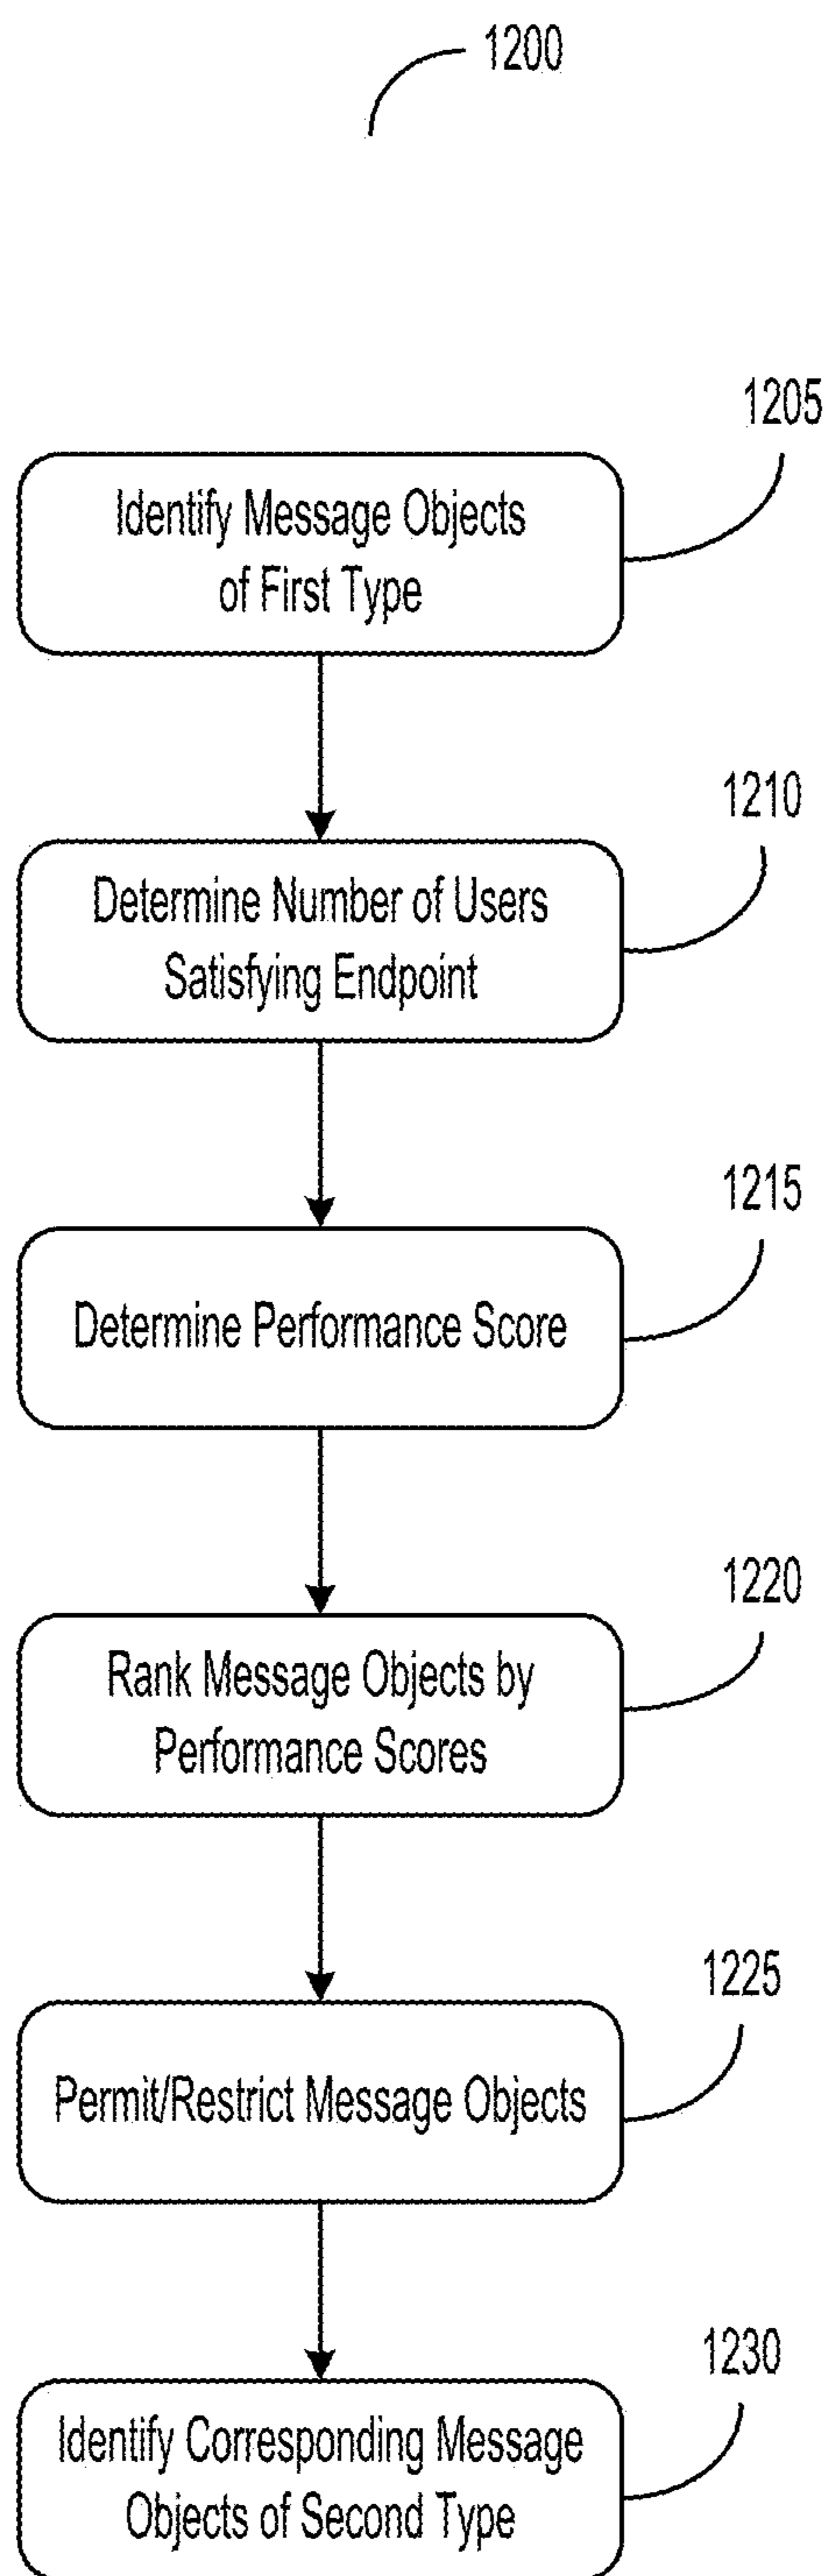 1200
1205
Identify Message Objects
of First Type
1210
Determine Number of Users
Satisfying Endpoint
1215
Determine Performance Score
1220
Rank Message Objects by
Performance Scores
1225
Permit/Restrict Message Objects
1230
Identify Corresponding Message
Objects of Second Type